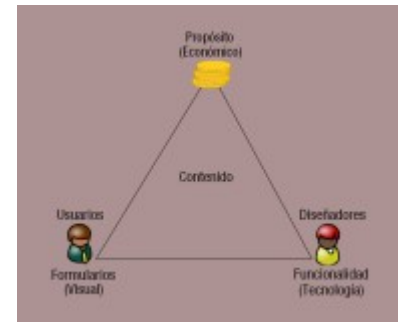 Propósito
(Económico)
Contenido
Usuarios
Diseñadores
Formularios
(Visual)
Funcionalidad
(Tecnología)